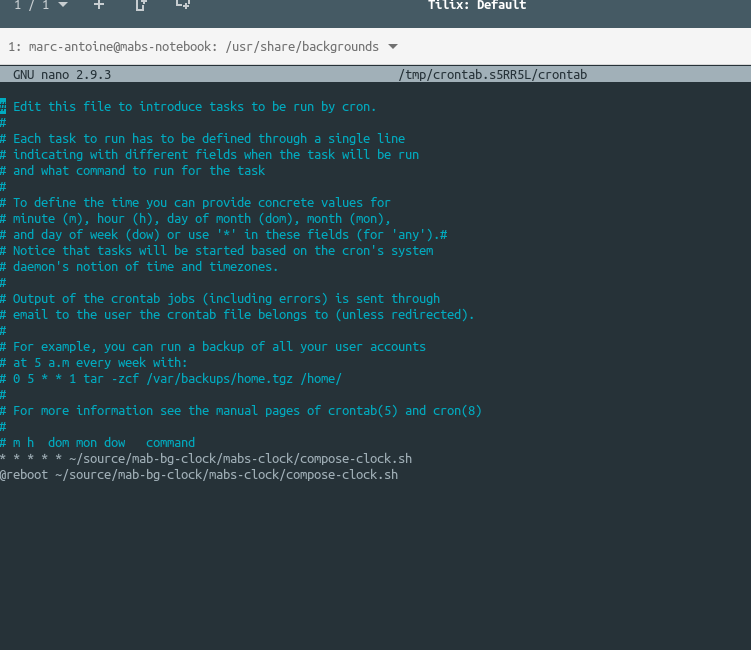 1 / 1
Tilix: Default
1: marc-antoine@mabs-notebook: /usr/share/backgrounds
GNU nano 2.9.3 /tmp/crontab.s5RR5L/crontab
# Edit this file to introduce tasks to be run by cron.
#
# Each task to run has to be defined through a single line
# indicating with different fields when the task will be run
# and what command to run for the task
#
# To define the time you can provide concrete values for
# minute (m), hour (h), day of month (dom), month (mon),
# and day of week (dow) or use '*' in these fields (for 'any').#
# Notice that tasks will be started based on the cron's system
# daemon's notion of time and timezones.
#
# Output of the crontab jobs (including errors) is sent through
# email to the user the crontab file belongs to (unless redirected).
#
# For example, you can run a backup of all your user accounts
# at 5 a.m every week with:
# 0 5 * * 1 tar -zcf /var/backups/home.tgz /home/
#
# For more information see the manual pages of crontab(5) and cron(8)
#
# m h  dom mon dow   command
* * * * * ~/source/mab-bg-clock/mabs-clock/compose-clock.sh
@reboot ~/source/mab-bg-clock/mabs-clock/compose-clock.sh